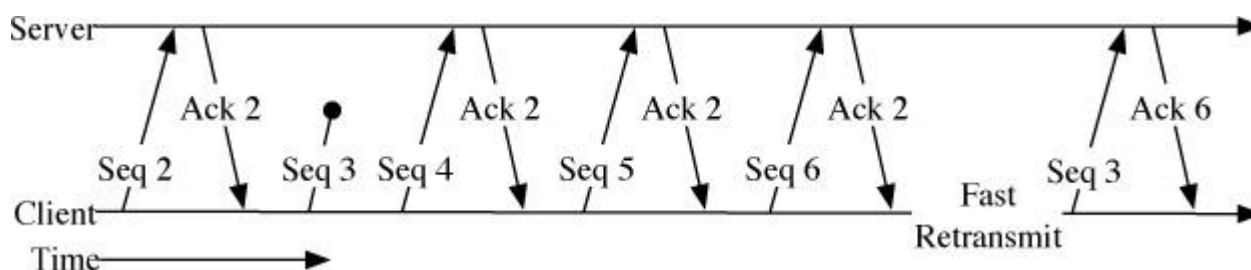 Server
Ack 2
Ack 2
Ack 2
Ack 2
Ack 6
Seq 2
Seq 3
Seq 4
Seq 5
Seq 6
Seq 3
Client
Fast
Retransmit
Time